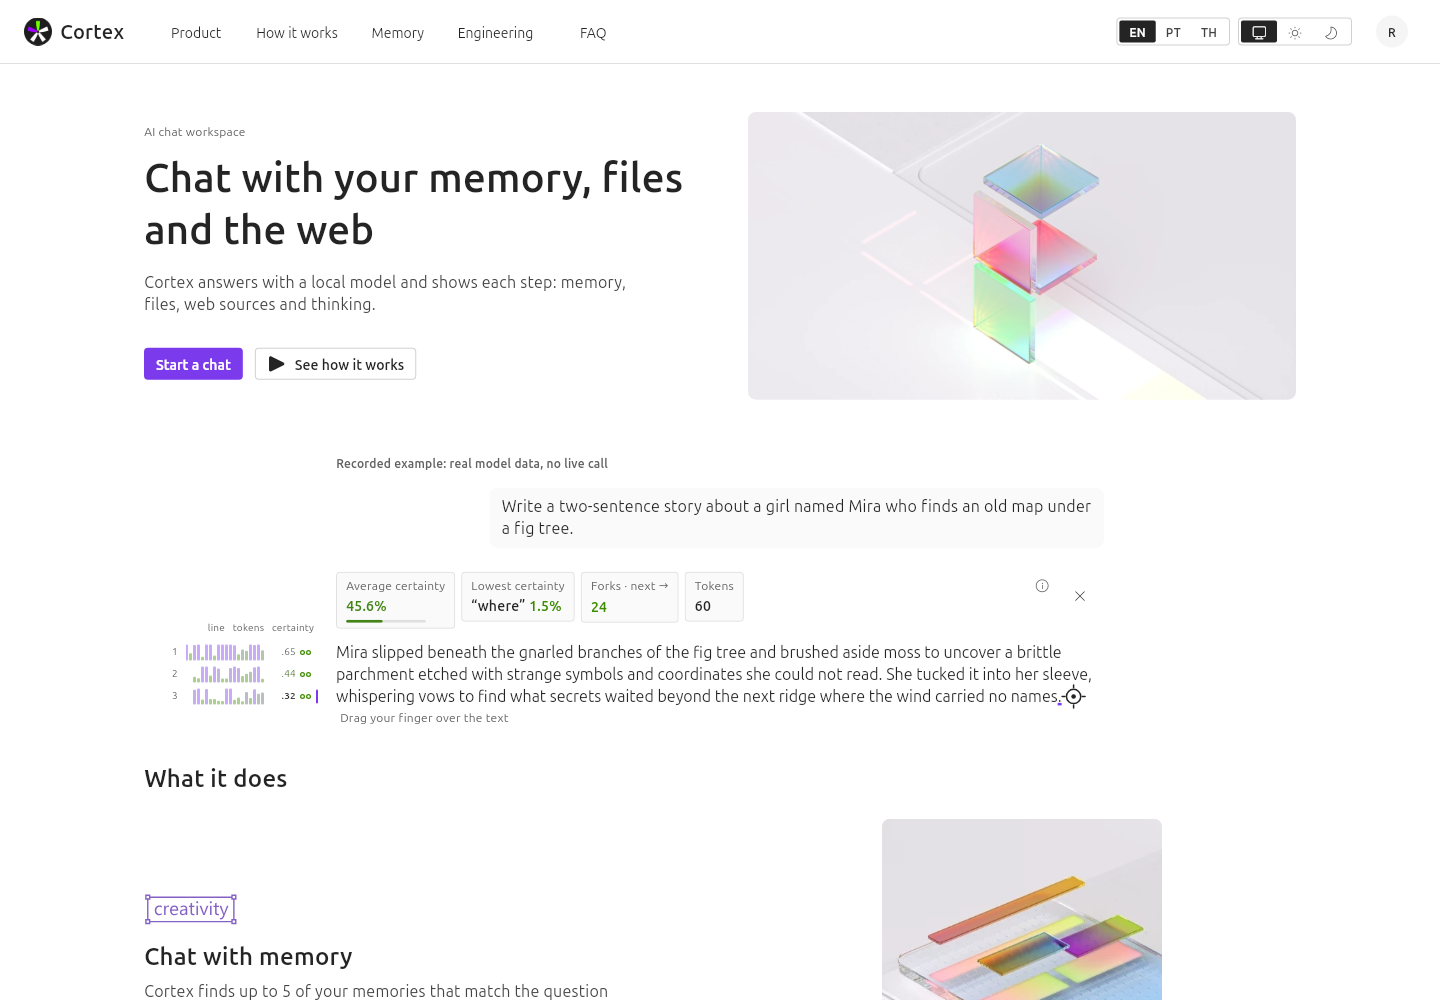 Cortex
Product
How it works
Memory
Engineering
FAQ
EN
PT
TH
R
AI chat workspace
Chat with your memory, files
and the web
Cortex answers with a local model and shows each step: memory,
files, web sources and thinking.
Start a chat
See how it works
Recorded example: real model data, no live call
Write a two-sentence story about a girl named Mira who finds an old map under
a fig tree.
Average certainty
45.6%
Lowest certainty
“where” 1.5%
Forks · next →
24
Tokens
60
line tokens certainty
1 .65
2 .44
3 .32
Mira slipped beneath the gnarled branches of the fig tree and brushed aside moss to uncover a brittle
parchment etched with strange symbols and coordinates she could not read. She tucked it into her sleeve,
whispering vows to find what secrets waited beyond the next ridge where the wind carried no names.
Drag your finger over the text
What it does
creativity
Chat with memory
Cortex finds up to 5 of your memories that match the question